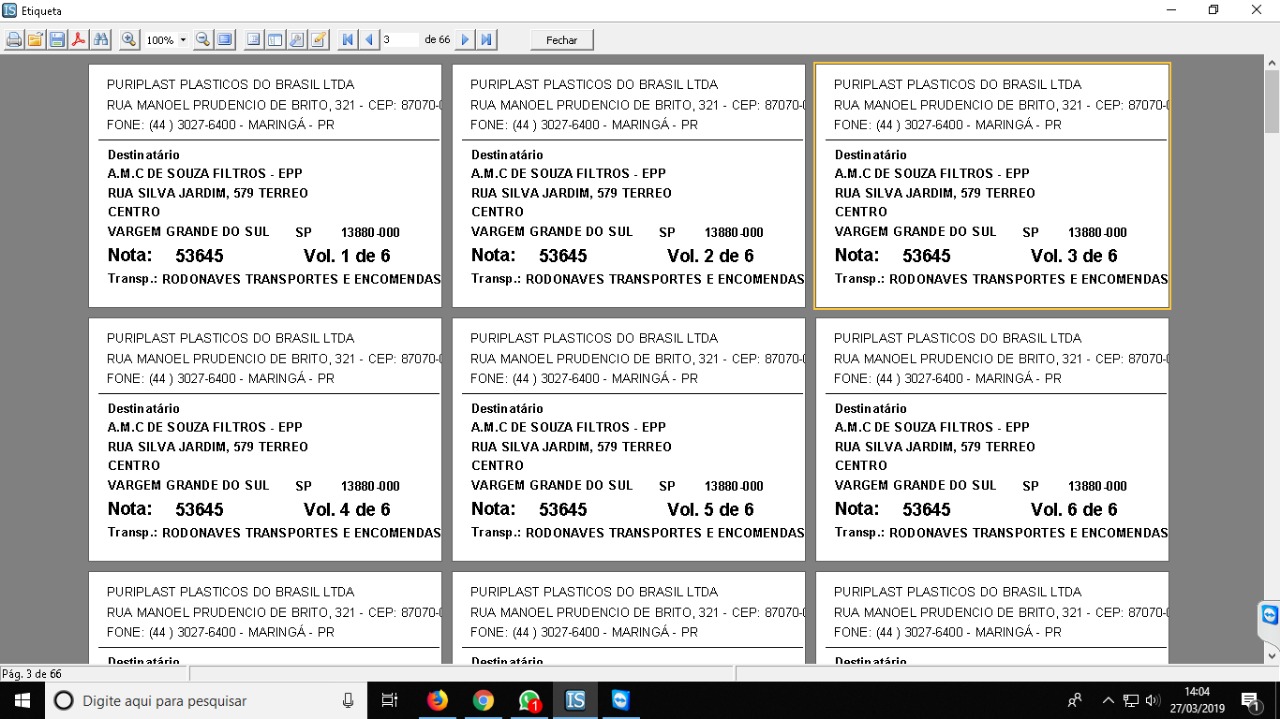 Etiqueta
100%
3
de 66
Fechar
PURIPLAST PLASTICOS DO BRASIL LTDA
RUA MANOEL PRUDENCIO DE BRITO, 321 - CEP: 87070-
FONE: (44 ) 3027-6400 - MARINGÁ - PR
Destinatário
A.M.C DE SOUZA FILTROS - EPP
RUA SILVA JARDIM, 579 TERREO
CENTRO
VARGEM GRANDE DO SUL SP 13880-000
Nota: 53645 Vol. 1 de 6
Transp.: RODONAVES TRANSPORTES E ENCOMENDAS
PURIPLAST PLASTICOS DO BRASIL LTDA
RUA MANOEL PRUDENCIO DE BRITO, 321 - CEP: 87070-
FONE: (44 ) 3027-6400 - MARINGÁ - PR
Destinatário
A.M.C DE SOUZA FILTROS - EPP
RUA SILVA JARDIM, 579 TERREO
CENTRO
VARGEM GRANDE DO SUL SP 13880-000
Nota: 53645 Vol. 2 de 6
Transp.: RODONAVES TRANSPORTES E ENCOMENDAS
PURIPLAST PLASTICOS DO BRASIL LTDA
RUA MANOEL PRUDENCIO DE BRITO, 321 - CEP: 87070-
FONE: (44 ) 3027-6400 - MARINGÁ - PR
Destinatário
A.M.C DE SOUZA FILTROS - EPP
RUA SILVA JARDIM, 579 TERREO
CENTRO
VARGEM GRANDE DO SUL SP 13880-000
Nota: 53645 Vol. 3 de 6
Transp.: RODONAVES TRANSPORTES E ENCOMENDAS
PURIPLAST PLASTICOS DO BRASIL LTDA
RUA MANOEL PRUDENCIO DE BRITO, 321 - CEP: 87070-
FONE: (44 ) 3027-6400 - MARINGÁ - PR
Destinatário
A.M.C DE SOUZA FILTROS - EPP
RUA SILVA JARDIM, 579 TERREO
CENTRO
VARGEM GRANDE DO SUL SP 13880-000
Nota: 53645 Vol. 4 de 6
Transp.: RODONAVES TRANSPORTES E ENCOMENDAS
PURIPLAST PLASTICOS DO BRASIL LTDA
RUA MANOEL PRUDENCIO DE BRITO, 321 - CEP: 87070-
FONE: (44 ) 3027-6400 - MARINGÁ - PR
Destinatário
A.M.C DE SOUZA FILTROS - EPP
RUA SILVA JARDIM, 579 TERREO
CENTRO
VARGEM GRANDE DO SUL SP 13880-000
Nota: 53645 Vol. 5 de 6
Transp.: RODONAVES TRANSPORTES E ENCOMENDAS
PURIPLAST PLASTICOS DO BRASIL LTDA
RUA MANOEL PRUDENCIO DE BRITO, 321 - CEP: 87070-
FONE: (44 ) 3027-6400 - MARINGÁ - PR
Destinatário
A.M.C DE SOUZA FILTROS - EPP
RUA SILVA JARDIM, 579 TERREO
CENTRO
VARGEM GRANDE DO SUL SP 13880-000
Nota: 53645 Vol. 6 de 6
Transp.: RODONAVES TRANSPORTES E ENCOMENDAS
PURIPLAST PLASTICOS DO BRASIL LTDA
RUA MANOEL PRUDENCIO DE BRITO, 321 - CEP: 87070-
FONE: (44 ) 3027-6400 - MARINGÁ - PR
Destinatário
PURIPLAST PLASTICOS DO BRASIL LTDA
RUA MANOEL PRUDENCIO DE BRITO, 321 - CEP: 87070-
FONE: (44 ) 3027-6400 - MARINGÁ - PR
Destinatário
PURIPLAST PLASTICOS DO BRASIL LTDA
RUA MANOEL PRUDENCIO DE BRITO, 321 - CEP: 87070-
FONE: (44 ) 3027-6400 - MARINGÁ - PR
Destinatário
Pág. 3 de 66
Digite aqui para pesquisar
1
IS
14:04
27/03/2019
1